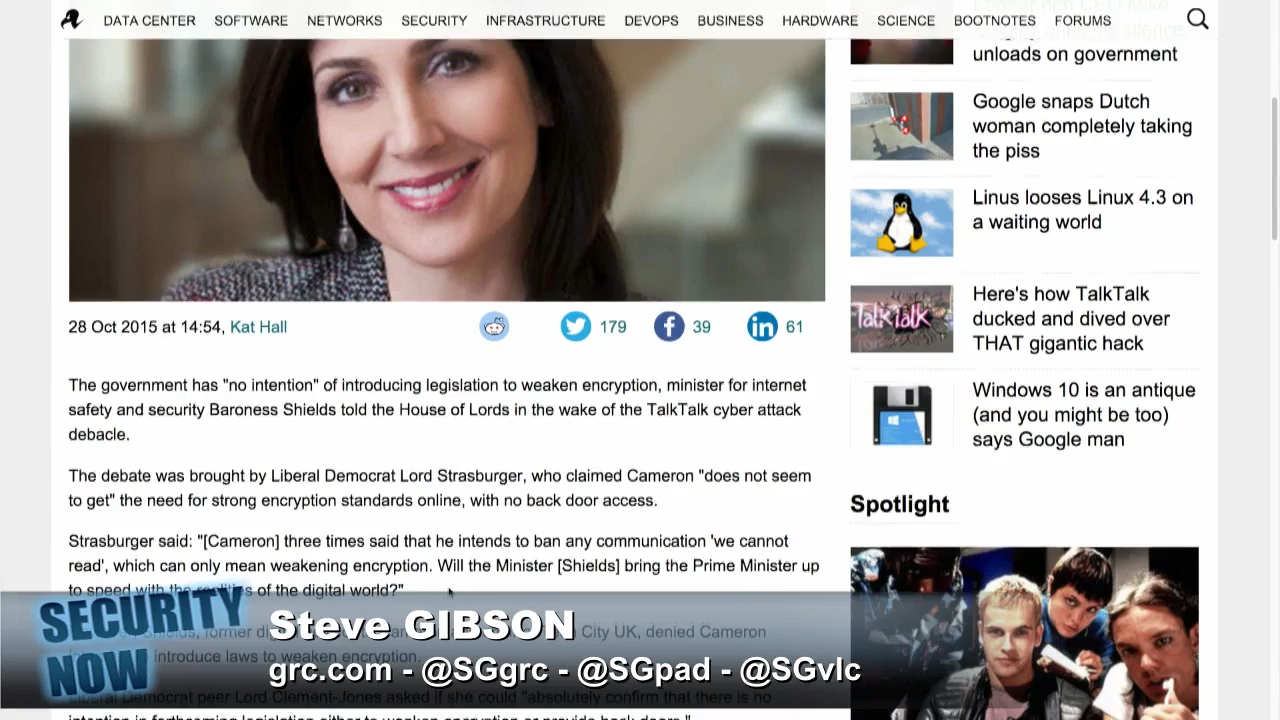 DATA CENTER SOFTWARE NETWORKS SECURITY INFRASTRUCTURE DEVOPS BUSINESS HARDWARE SCIENCE BOOTNOTES FORUMS
28 Oct 2015 at 14:54, Kat Hall
179
39
61
The government has "no intention" of introducing legislation to weaken encryption, minister for internet
safety and security Baroness Shields told the House of Lords in the wake of the TalkTalk cyber attack
debacle.
The debate was brought by Liberal Democrat Lord Strasburger, who claimed Cameron "does not seem
to get" the need for strong encryption standards online, with no back door access.
Strasburger said: "[Cameron] three times said that he intends to ban any communication 'we cannot
read', which can only mean weakening encryption. Will the Minister [Shields] bring the Prime Minister up
to speed with the realities of the digital world?"
Shields, former City UK, denied Cameron
introduce laws to weaken encryption.
Liberal Democrat peer Lord Clement-Jones asked if she could "absolutely confirm that there is no
intention in forthcoming legislation either to weaken encryption or provide back doors."
unloads on government
Google snaps Dutch
woman completely taking
the piss
Linus looses Linux 4.3 on
a waiting world
TalkTalk
Here's how TalkTalk
ducked and dived over
THAT gigantic hack
Windows 10 is an antique
(and you might be too)
says Google man
Spotlight
SECURITY
NOW
Steve GIBSON
grc.com - @SGgrc - @SGpad - @SGvlc